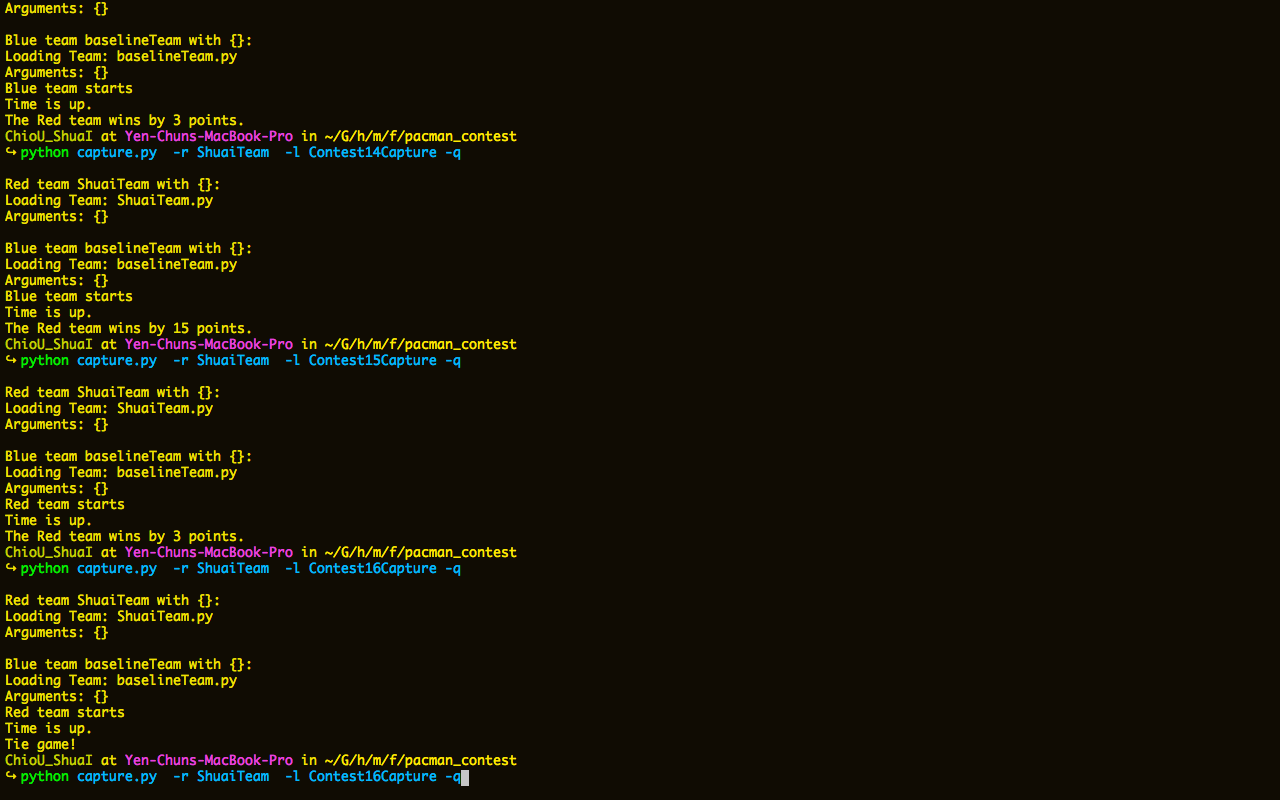 Arguments: {}
Blue team baselineTeam with {}:
Loading Team: baselineTeam.py
Arguments: {}
Blue team starts
Time is up.
The Red team wins by 3 points.
ChioU_ShuaI at Yen-Chuns-MacBook-Pro in ~/G/h/m/f/pacman_contest
↪ python capture.py  -r ShuaiTeam  -l Contest14Capture -q
Red team ShuaiTeam with {}:
Loading Team: ShuaiTeam.py
Arguments: {}
Blue team baselineTeam with {}:
Loading Team: baselineTeam.py
Arguments: {}
Blue team starts
Time is up.
The Red team wins by 15 points.
ChioU_ShuaI at Yen-Chuns-MacBook-Pro in ~/G/h/m/f/pacman_contest
↪ python capture.py  -r ShuaiTeam  -l Contest15Capture -q
Red team ShuaiTeam with {}:
Loading Team: ShuaiTeam.py
Arguments: {}
Blue team baselineTeam with {}:
Loading Team: baselineTeam.py
Arguments: {}
Red team starts
Time is up.
The Red team wins by 3 points.
ChioU_ShuaI at Yen-Chuns-MacBook-Pro in ~/G/h/m/f/pacman_contest
↪ python capture.py  -r ShuaiTeam  -l Contest16Capture -q
Red team ShuaiTeam with {}:
Loading Team: ShuaiTeam.py
Arguments: {}
Blue team baselineTeam with {}:
Loading Team: baselineTeam.py
Arguments: {}
Red team starts
Time is up.
Tie game!
ChioU_ShuaI at Yen-Chuns-MacBook-Pro in ~/G/h/m/f/pacman_contest
↪ python capture.py  -r ShuaiTeam  -l Contest16Capture -q